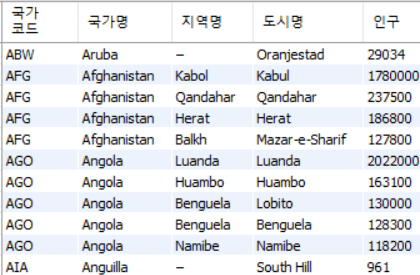 국가 코드 국가명 지역명 도시명 인구
ABW Aruba – Oranjestad 29034
AFG Afghanistan Kabol Kabul 1780000
AFG Afghanistan Qandahar Qandahar 237500
AFG Afghanistan Herat Herat 186800
AFG Afghanistan Balkh Mazar-e-Sharif 127800
AGO Angola Luanda Luanda 2022000
AGO Angola Huambo Huambo 163100
AGO Angola Benguela Lobito 130000
AGO Angola Benguela Benguela 128300
AGO Angola Namibe Namibe 118200
AIA Anguilla – South Hill 961